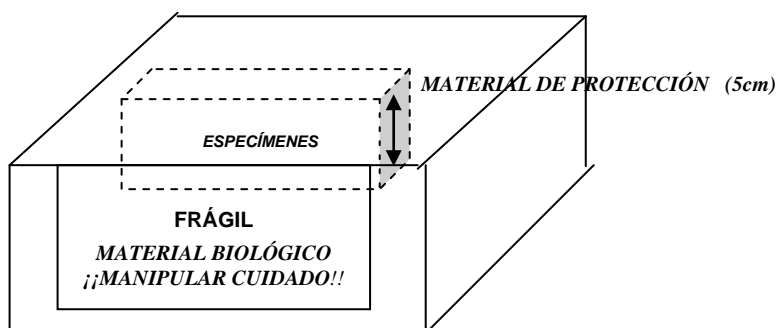 MATERIAL DE PROTECCIÓN (5cm)
ESPECÍMENES
FRÁGIL
MATERIAL BIOLÓGICO
¡¡MANIPULAR CUIDADO!!